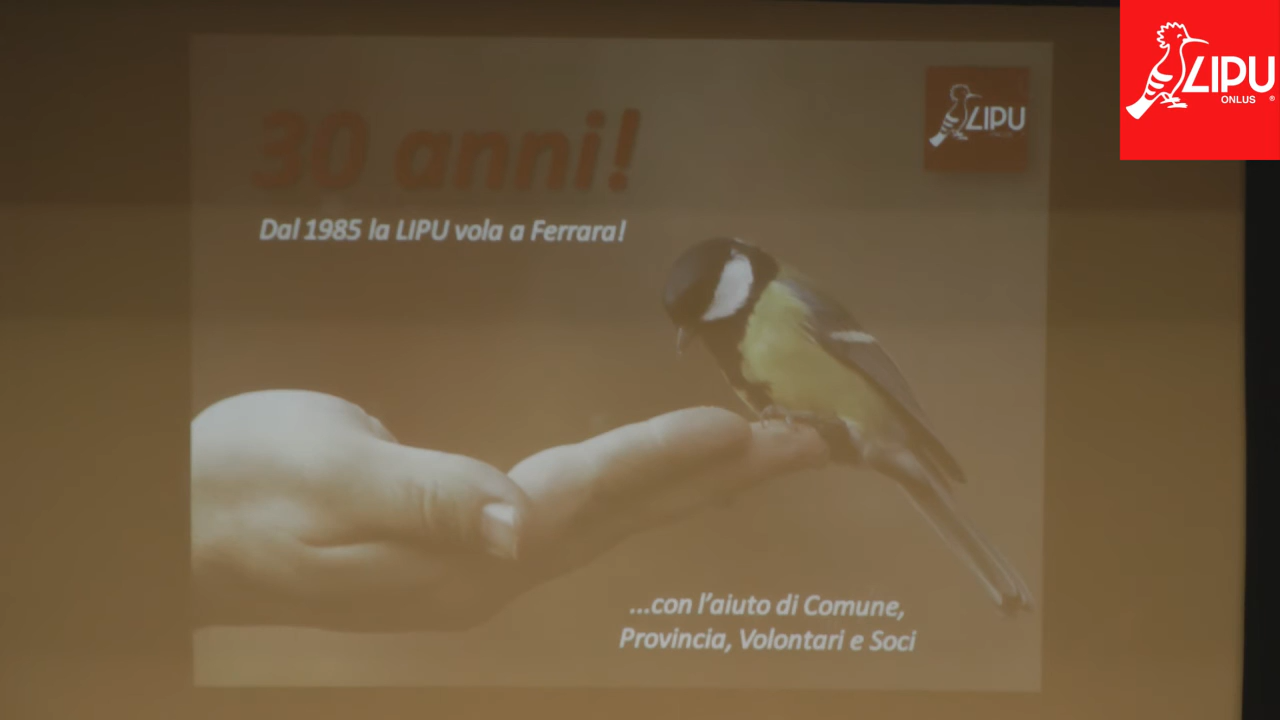 LIPU
ONLUS ®
30 anni!
LIPU
Dal 1985 la LIPU vola a Ferrara!
...con l'aiuto di Comune,
Provincia, Volontari e Soci